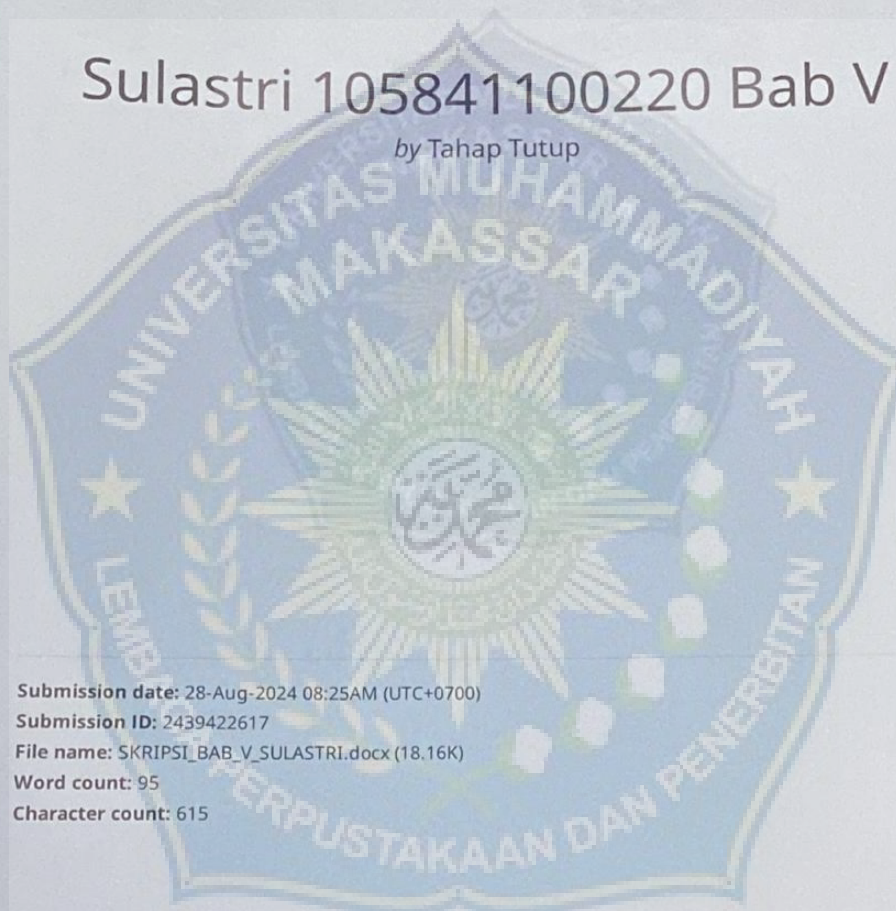 Sulastri 105841100220 Bab V
by Tahap Tutup
UNIVERSITAS MUHAMMADIYAH
MAKASSAR
محمد
LEMBAGA PERPUSTAKAAN DAN PENERBITAN
Submission date: 28-Aug-2024 08:25AM (UTC+0700)
Submission ID: 2439422617
File name: SKRIPSI_BAB_V_SULASTRI.docx (18.16K)
Word count: 95
Character count: 615